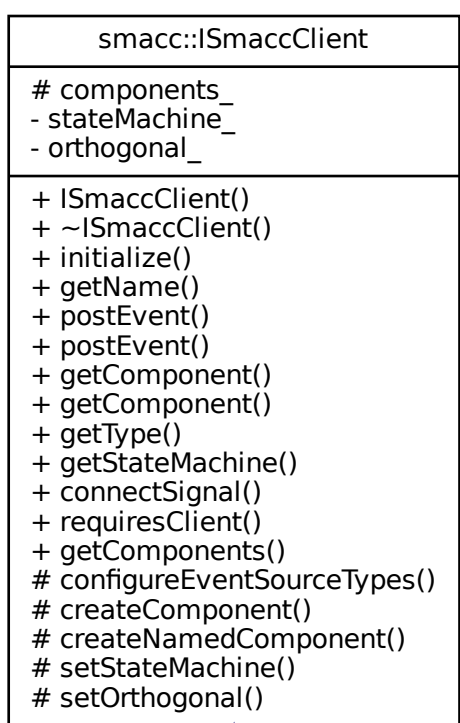 smacc::ISmaccClient
# components_
- stateMachine_
- orthogonal_
+ ISmaccClient()
+ ~ISmaccClient()
+ initialize()
+ getName()
+ postEvent()
+ postEvent()
+ getComponent()
+ getComponent()
+ getType()
+ getStateMachine()
+ connectSignal()
+ requiresClient()
+ getComponents()
# configureEventSourceTypes()
# createComponent()
# createNamedComponent()
# setStateMachine()
# setOrthogonal()